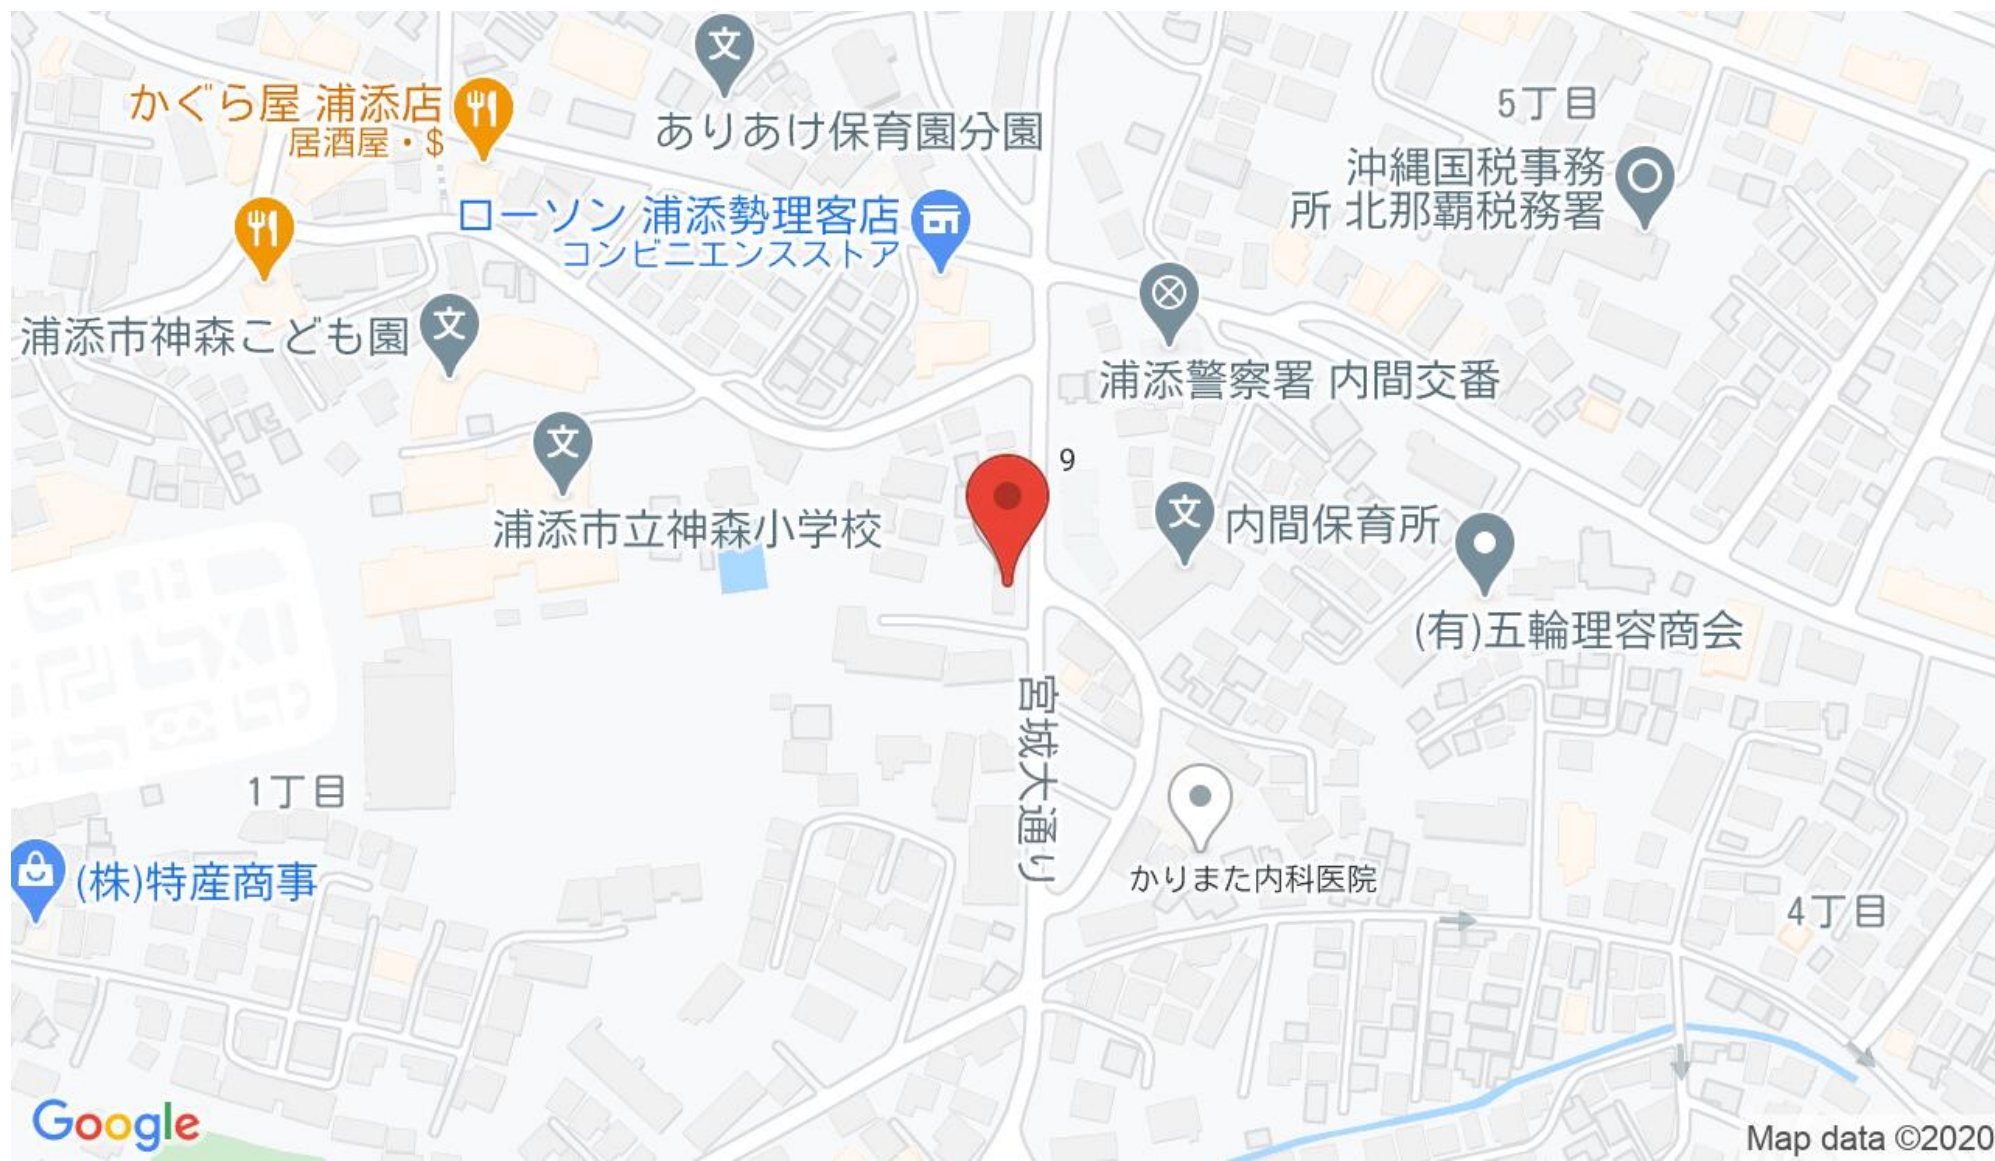 文
かぐら屋 浦添店
居酒屋・$
ありあけ保育園分園
5丁目
沖縄国税事務
所 北那覇税務署
ローソン 浦添勢理客店
コンビニエンスストア
浦添市神森こども園
文
浦添警察署 内間交番
文
9
浦添市立神森小学校
文
内間保育所
(有)五輪理容商会
宮城大通り
1丁目
(株)特産商事
かりまた内科医院
4丁目
Google
Map data ©2020